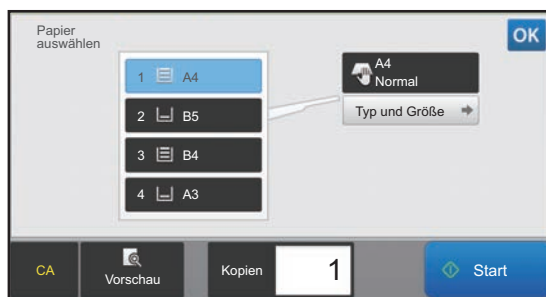 Papier
auswählen
OK
1 A4
2 B5
3 B4
4 A3
A4
Normal
Typ und Größe
CA
Vorschau
Kopien
1
Start